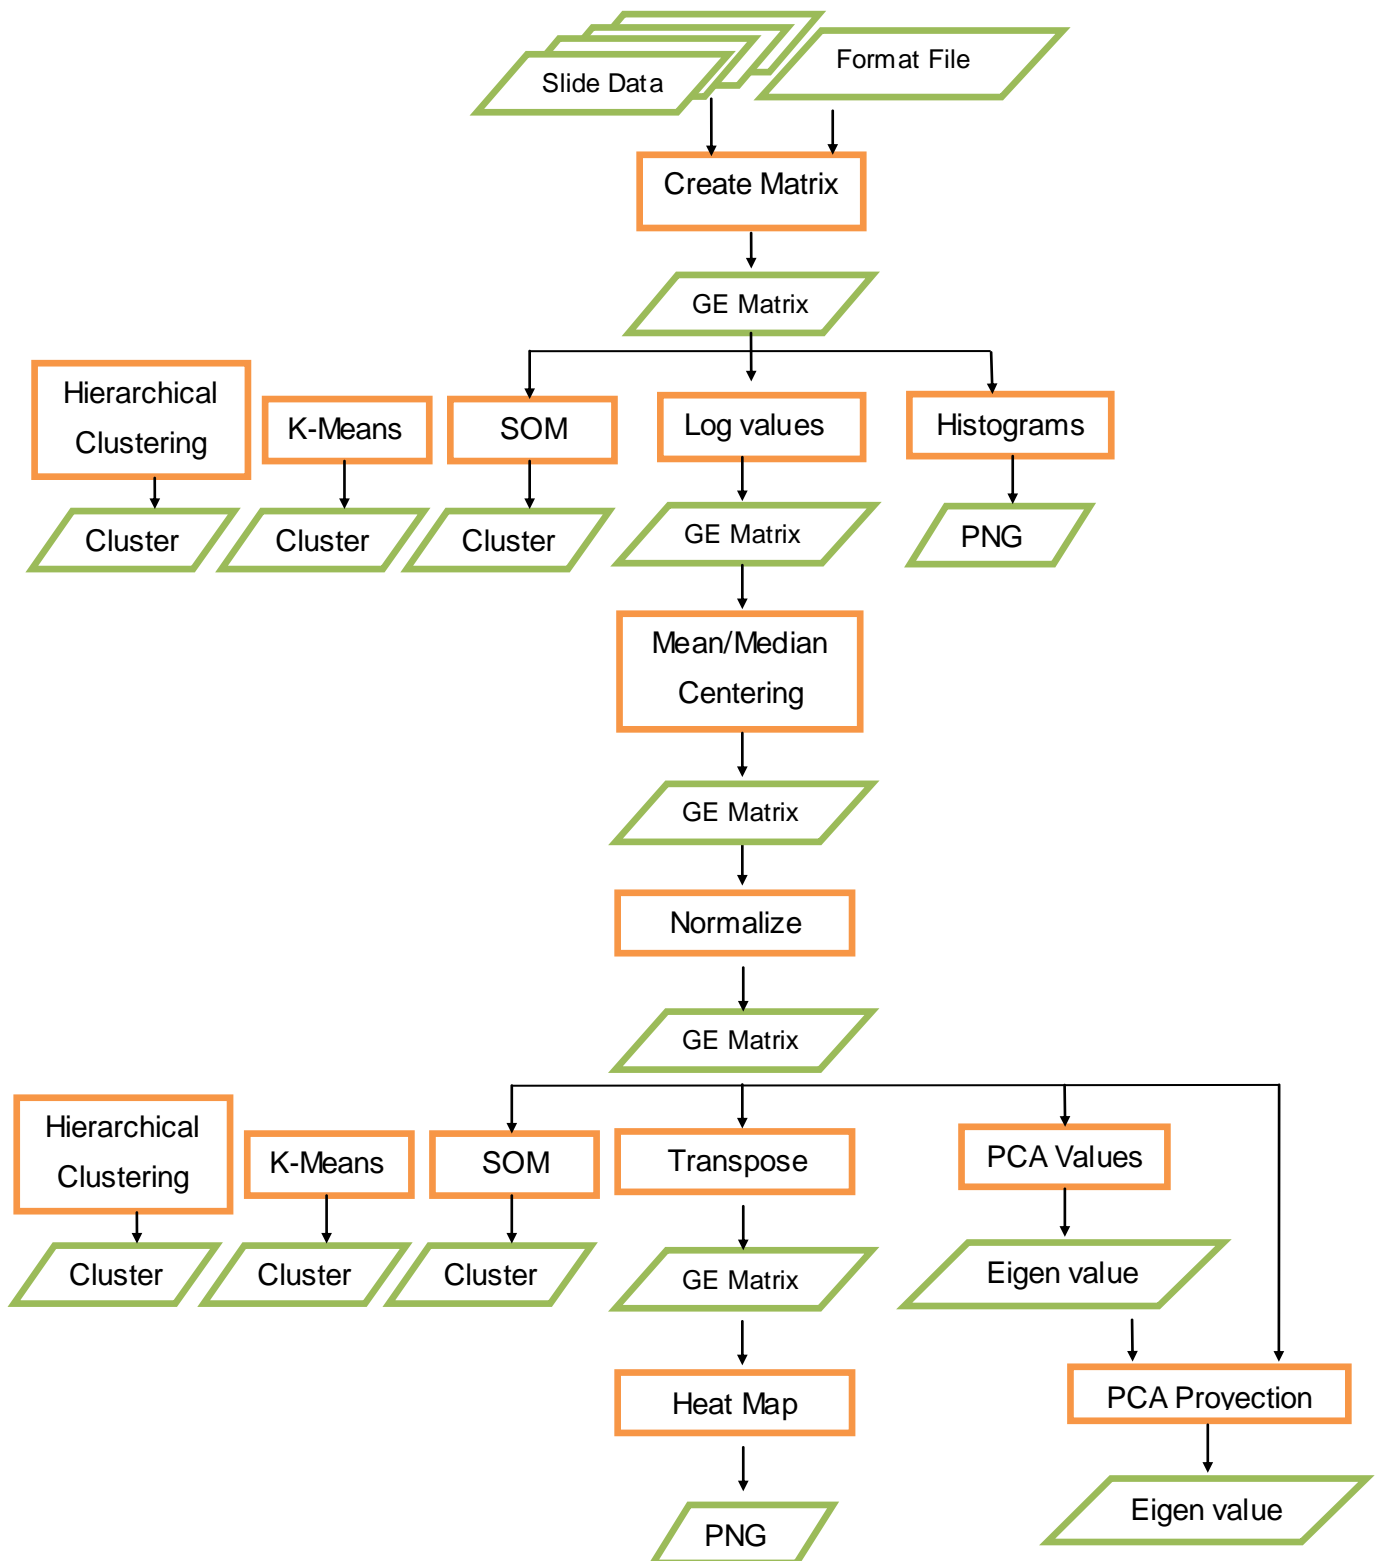 Slide Data
Format File
Create Matrix
GE Matrix
Hierarchical
Clustering
K-Means
SOM
Log values
Histograms
Cluster
Cluster
Cluster
GE Matrix
PNG
Mean/Median
Centering
GE Matrix
Normalize
GE Matrix
Hierarchical
Clustering
K-Means
SOM
Transpose
PCA Values
Cluster
Cluster
Cluster
GE Matrix
Eigen value
Heat Map
PCA Proyection
PNG
Eigen value